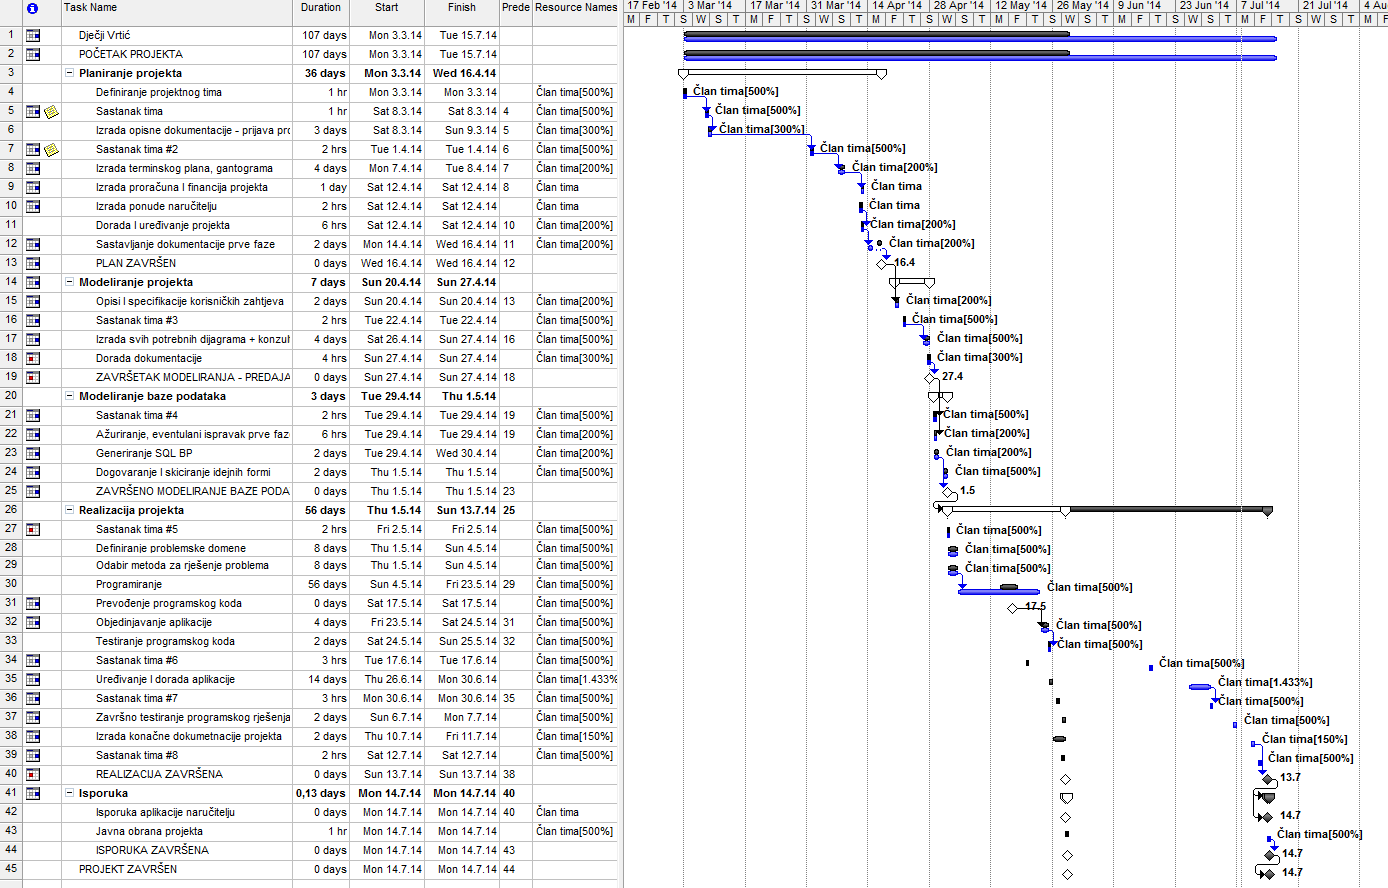 Task Name Duration Start Finish Prede Resource Names 17 Feb '14 3 Mar '14 17 Mar '14 31 Mar '14 14 Apr '14 28 Apr '14 12 May '14 26 May '14 9 Jun '14 23 Jun '14 7 Jul '14 21 Jul '14 4 Au
M F T S W S T M F T S W S T M F T S W S T M F T S W S T M F T S W S T M F T S W S T M F T S W S T M F
1 Dječji Vrtić 107 days Mon 3.3.14 Tue 15.7.14
2 POČETAK PROJEKTA 107 days Mon 3.3.14 Tue 15.7.14
3 Planiranje projekta 36 days Mon 3.3.14 Wed 16.4.14
4 Definiranje projektnog tima 1 hr Mon 3.3.14 Mon 3.3.14 Član tima[500%] Član tima[500%]
5 Sastanak tima 1 hr Sat 8.3.14 Sat 8.3.14 4 Član tima[500%] Član tima[500%]
6 Izrada opisne dokumentacije - prijava pro 3 days Sat 8.3.14 Sun 9.3.14 5 Član tima[300%] Član tima[300%]
7 Sastanak tima #2 2 hrs Tue 1.4.14 Tue 1.4.14 6 Član tima[500%] Član tima[500%]
8 Izrada terminskog plana, gantograma 4 days Mon 7.4.14 Tue 8.4.14 7 Član tima[200%] Član tima[200%]
9 Izrada proračuna I financija projekta 1 day Sat 12.4.14 Sat 12.4.14 8 Član tima Član tima
10 Izrada ponude naručitelju 2 hrs Sat 12.4.14 Sat 12.4.14 Član tima Član tima
11 Dorada I uređivanje projekta 6 hrs Sat 12.4.14 Sat 12.4.14 10 Član tima[200%] Član tima[200%]
12 Sastavljanje dokumentacije prve faze 2 days Mon 14.4.14 Wed 16.4.14 11 Član tima[200%] Član tima[200%]
13 PLAN ZAVRŠEN 0 days Wed 16.4.14 Wed 16.4.14 12 16.4
14 Modeliranje projekta 7 days Sun 20.4.14 Sun 27.4.14
15 Opisi I specifikacije korisničkih zahtjeva 2 days Sun 20.4.14 Sun 20.4.14 13 Član tima[200%] Član tima[200%]
16 Sastanak tima #3 2 hrs Tue 22.4.14 Tue 22.4.14 Član tima[500%] Član tima[500%]
17 Izrada svih potrebnih dijagrama + konzul 4 days Sat 26.4.14 Sun 27.4.14 16 Član tima[500%] Član tima[500%]
18 Dorada dokumentacije 4 hrs Sun 27.4.14 Sun 27.4.14 Član tima[300%] Član tima[300%]
19 ZAVRŠETAK MODELIRANJA - PREDAJA 0 days Sun 27.4.14 Sun 27.4.14 18 27.4
20 Modeliranje baze podataka 3 days Tue 29.4.14 Thu 1.5.14
21 Sastanak tima #4 2 hrs Tue 29.4.14 Tue 29.4.14 19 Član tima[500%] Član tima[500%]
22 Ažuriranje, eventulani ispravak prve faz 6 hrs Tue 29.4.14 Tue 29.4.14 19 Član tima[200%] Član tima[200%]
23 Generiranje SQL BP 2 days Tue 29.4.14 Wed 30.4.14 Član tima[200%] Član tima[200%]
24 Dogovaranje I skiciranje idejnih formi 2 days Thu 1.5.14 Thu 1.5.14 Član tima[500%] Član tima[500%]
25 ZAVRŠENO MODELIRANJE BAZE PODA 0 days Thu 1.5.14 Thu 1.5.14 23 1.5
26 Realizacija projekta 56 days Thu 1.5.14 Sun 13.7.14 25
27 Sastanak tima #5 2 hrs Fri 2.5.14 Fri 2.5.14 Član tima[500%] Član tima[500%]
28 Definiranje problemske domene 8 days Thu 1.5.14 Sun 4.5.14 Član tima[500%] Član tima[500%]
29 Odabir metoda za rješenje problema 8 days Thu 1.5.14 Sun 4.5.14 Član tima[500%] Član tima[500%]
30 Programiranje 56 days Sun 4.5.14 Fri 23.5.14 29 Član tima[500%] Član tima[500%]
31 Prevođenje programskog koda 0 days Sat 17.5.14 Sat 17.5.14 Član tima[500%] 17.5
32 Objedinjavanje aplikacije 4 days Fri 23.5.14 Sat 24.5.14 31 Član tima[500%] Član tima[500%]
33 Testiranje programskog koda 2 days Sat 24.5.14 Sun 25.5.14 32 Član tima[500%] Član tima[500%]
34 Sastanak tima #6 3 hrs Tue 17.6.14 Tue 17.6.14 Član tima[500%] Član tima[500%]
35 Uređivanje I dorada aplikacije 14 days Thu 26.6.14 Mon 30.6.14 Član tima[1.433% Član tima[1.433%]
36 Sastanak tima #7 3 hrs Mon 30.6.14 Mon 30.6.14 35 Član tima[500%] Član tima[500%]
37 Završno testiranje programskog rješenja 2 days Sun 6.7.14 Mon 7.7.14 Član tima[500%] Član tima[500%]
38 Izrada konačne dokumetnacije projekta 2 days Thu 10.7.14 Fri 11.7.14 Član tima[150%] Član tima[150%]
39 Sastanak tima #8 2 hrs Sat 12.7.14 Sat 12.7.14 Član tima[500%] Član tima[500%]
40 REALIZACIJA ZAVRŠENA 0 days Sun 13.7.14 Sun 13.7.14 38 13.7
41 Isporuka 0,13 days Mon 14.7.14 Mon 14.7.14 40
42 Isporuka aplikacije naručitelju 0 days Mon 14.7.14 Mon 14.7.14 40 Član tima 14.7
43 Javna obrana projekta 1 hr Mon 14.7.14 Mon 14.7.14 Član tima[500%] Član tima[500%]
44 ISPORUKA ZAVRŠENA 0 days Mon 14.7.14 Mon 14.7.14 43 14.7
45 PROJEKT ZAVRŠEN 0 days Mon 14.7.14 Mon 14.7.14 44 14.7